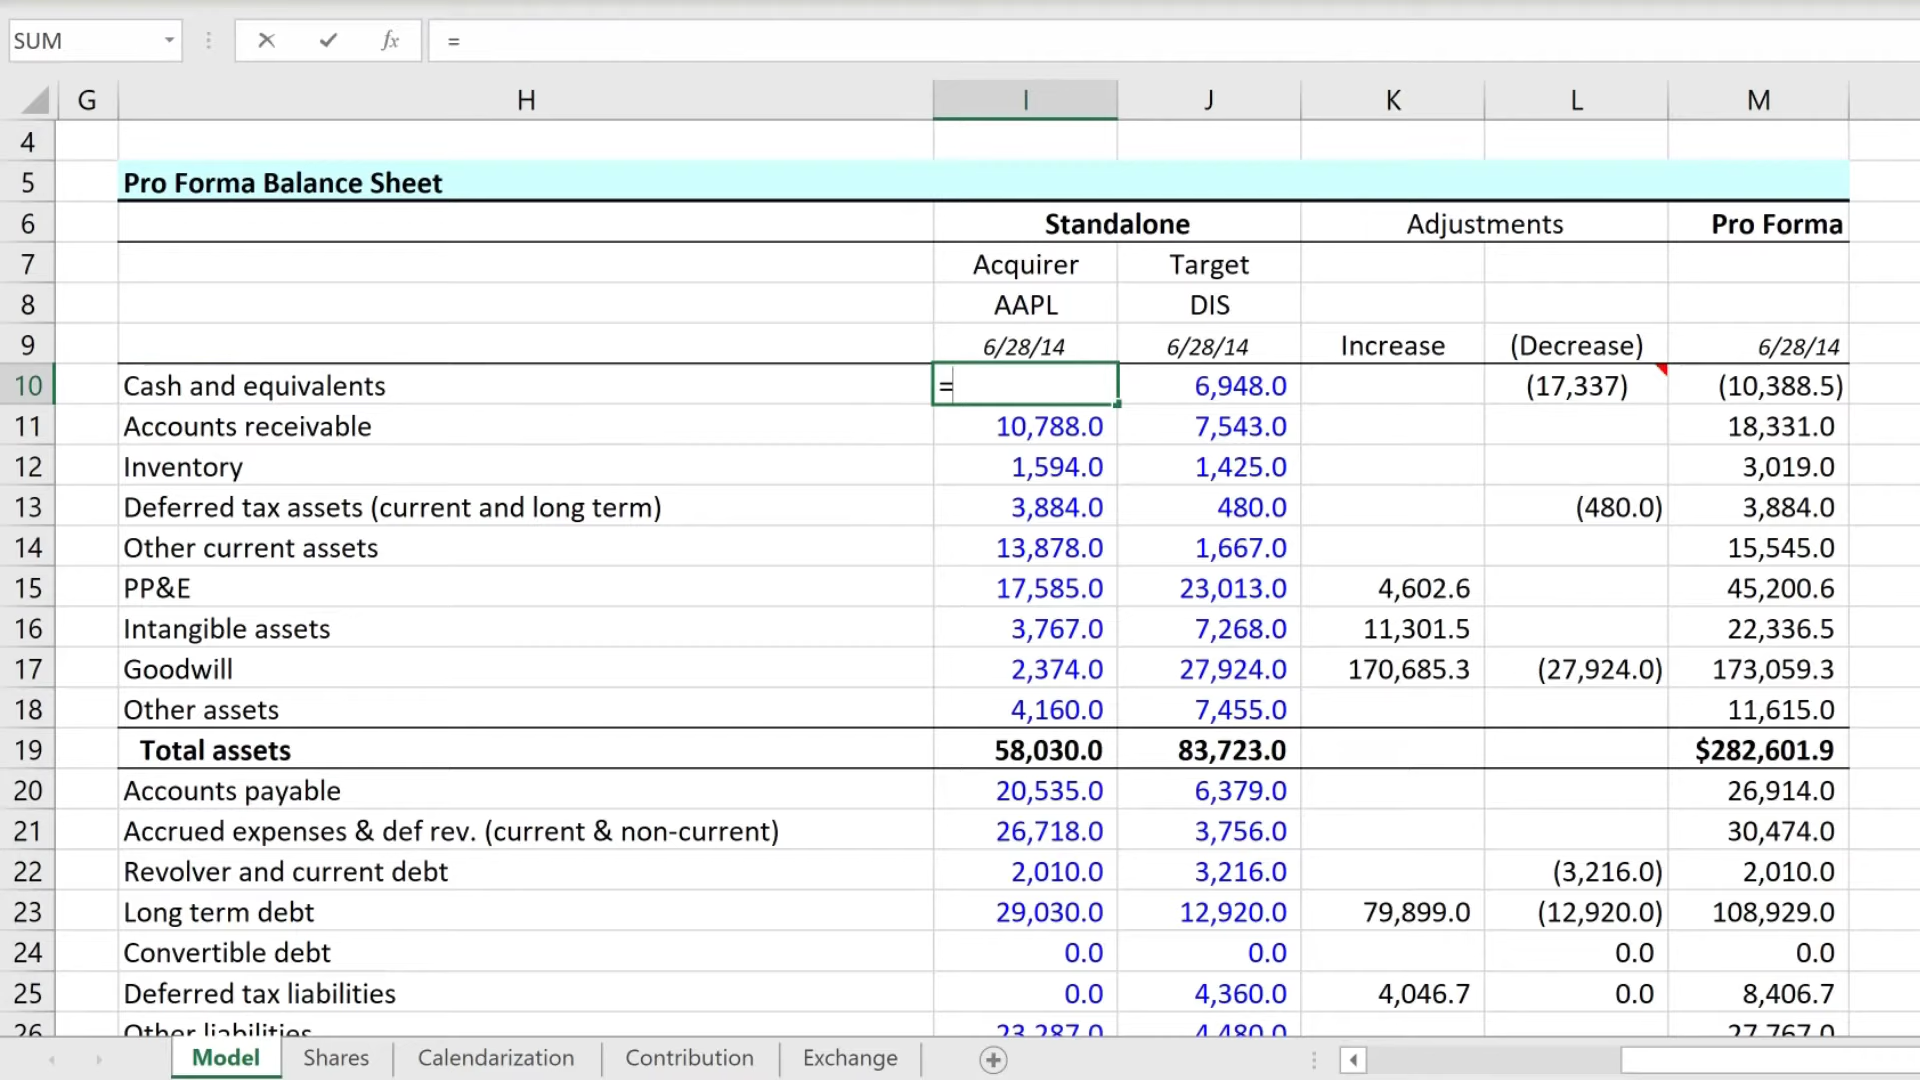 SUM fx =
G H I J K L M
4
5 Pro Forma Balance Sheet
6 Standalone Adjustments Pro Forma
7 Acquirer Target
8 AAPL DIS
9 6/28/14 6/28/14 Increase (Decrease) 6/28/14
10 Cash and equivalents = 6,948.0 (17,337) (10,388.5)
11 Accounts receivable 10,788.0 7,543.0 18,331.0
12 Inventory 1,594.0 1,425.0 3,019.0
13 Deferred tax assets (current and long term) 3,884.0 480.0 (480.0) 3,884.0
14 Other current assets 13,878.0 1,667.0 15,545.0
15 PP&E 17,585.0 23,013.0 4,602.6 45,200.6
16 Intangible assets 3,767.0 7,268.0 11,301.5 22,336.5
17 Goodwill 2,374.0 27,924.0 170,685.3 (27,924.0) 173,059.3
18 Other assets 4,160.0 7,455.0 11,615.0
19 Total assets 58,030.0 83,723.0 $282,601.9
20 Accounts payable 20,535.0 6,379.0 26,914.0
21 Accrued expenses & def rev. (current & non-current) 26,718.0 3,756.0 30,474.0
22 Revolver and current debt 2,010.0 3,216.0 (3,216.0) 2,010.0
23 Long term debt 29,030.0 12,920.0 79,899.0 (12,920.0) 108,929.0
24 Convertible debt 0.0 0.0 0.0 0.0
25 Deferred tax liabilities 0.0 4,360.0 4,046.7 0.0 8,406.7
26 Other liabilities 23,287.0 4,480.0 27,767.0
Model Shares Calendarization Contribution Exchange